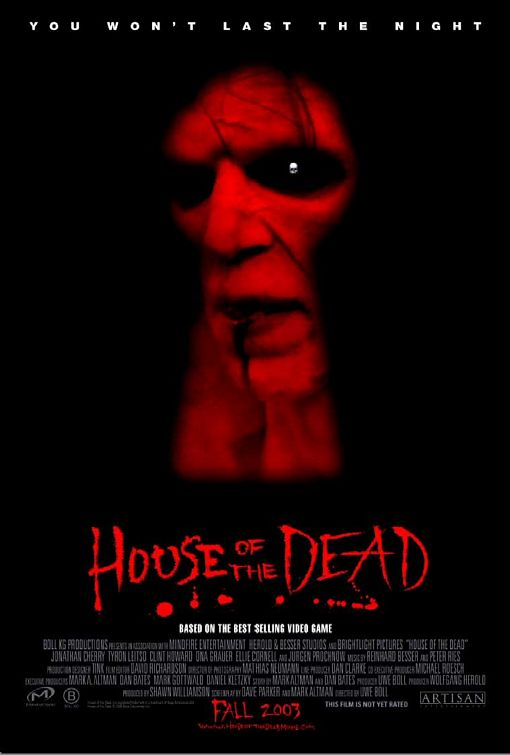 YOU WON'T LAST THE NIGHT
HOUSE OF THE DEAD
BASED ON THE BEST SELLING VIDEO GAME
BOLL KG PRODUCTIONS PRESENTS IN ASSOCIATION WITH MINDFIRE ENTERTAINMENT HEROLD & BESSER STUDIOS AND BRIGHTLIGHT PICTURES "HOUSE OF THE DEAD"
JONATHAN CHERRY TYRON LEITSO CLINT HOWARD ONA GRAUER ELLIE CORNELL AND JURGEN PROCHNOW MUSIC BY REINHARD BESSER AND PETER RIES
PRODUCTION DESIGNER TINK FILM EDITOR DAVID RICHARDSON DIRECTOR OF PHOTOGRAPHY MATHIAS NEUMANN LINE PRODUCER DAN CLARKE CO-EXECUTIVE PRODUCER MICHAEL ROESCH
EXECUTIVE PRODUCERS MARK A. ALTMAN DAN BATES MARK GOTTWALD DANIEL KLETZKY STORY BY MARK ALTMAN AND DAN BATES PRODUCER UWE BOLL PRODUCER WOLFGANG HEROLD
PRODUCED BY SHAWN WILLIAMSON SCREENPLAY BY DAVE PARKER AND MARK ALTMAN DIRECTED BY UWE BOLL
FALL 2003
THIS FILM IS NOT YET RATED
ARTISAN
ENTERTAINMENT
www.HouseoftheDeadMovie.com